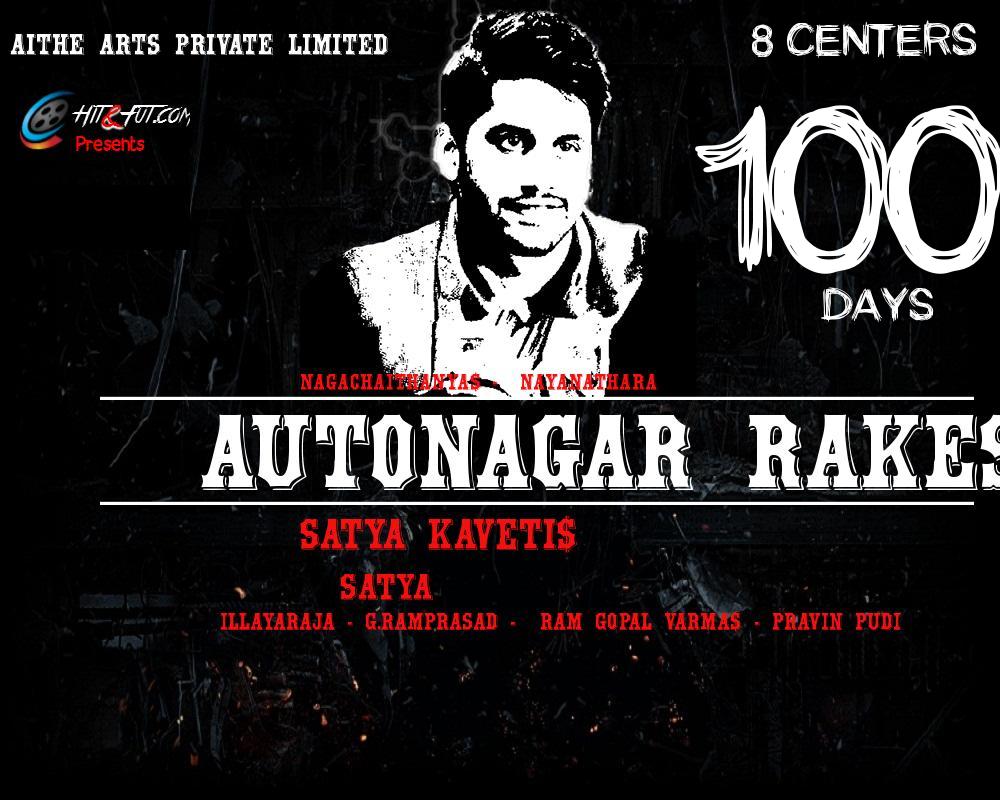 AITHE ARTS PRIVATE LIMITED
8 CENTERS
HIT&FUT.COM
Presents
100
DAYS
NAGACHAITHANYA$ NAYANATHARA
AUTONAGAR RAKES
SATYA KAVETI$
SATYA
ILLAYARAJA - G.RAMPRASAD - RAM GOPAL VARMA$ - PRAVIN PUDI